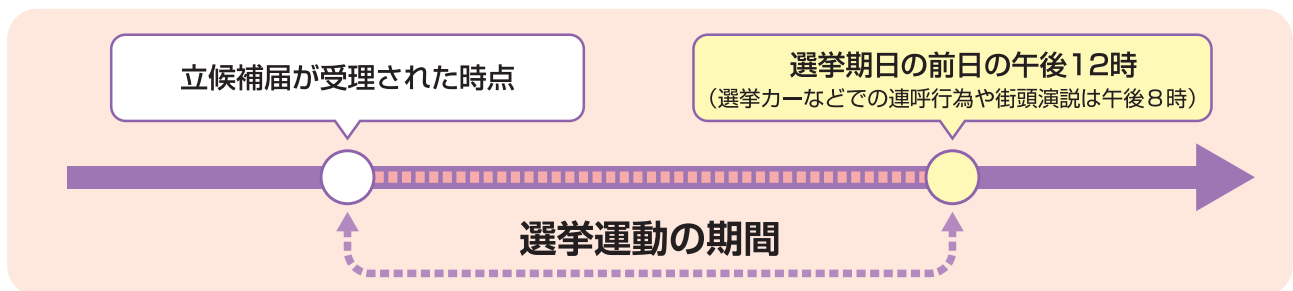 立候補届が受理された時点
選挙期日の前日の午後12時
（選挙カーなどでの連呼行為や街頭演説は午後８時）
選挙運動の期間